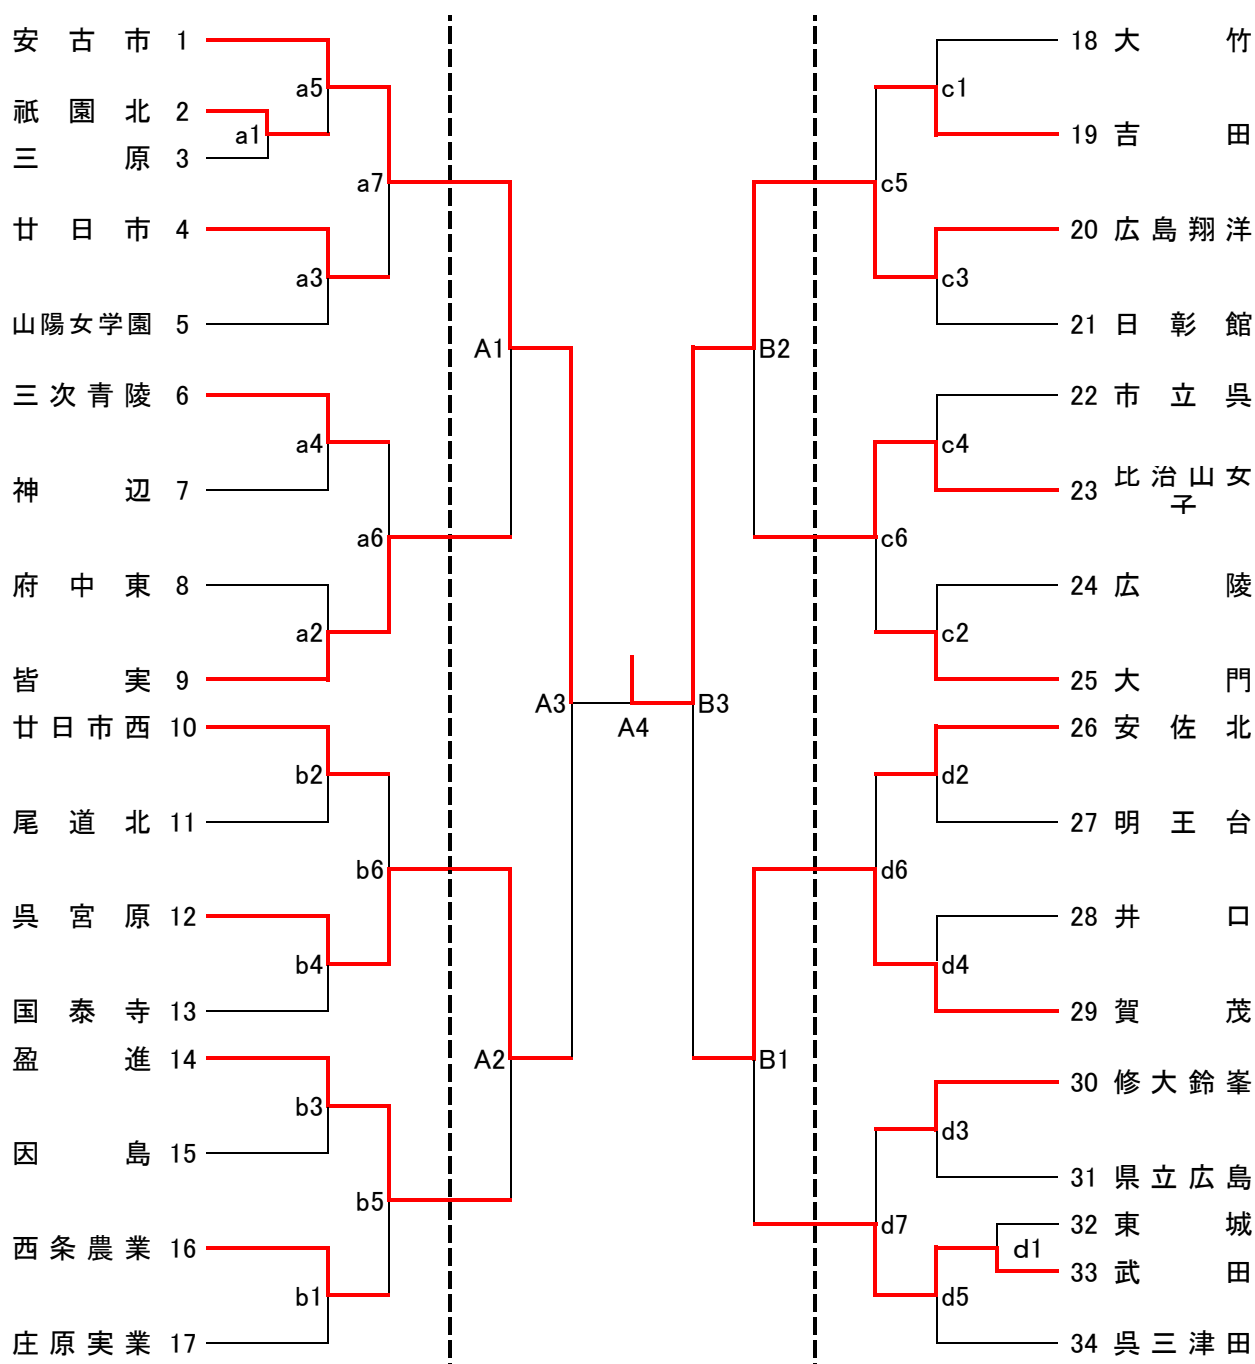 安古市 1
祇園北 2
三原 3
廿日市 4
山陽女学園 5
三次青陵 6
神辺 7
府中東 8
皆実 9
廿日市西 10
尾道北 11
呉宮原 12
国泰寺 13
盈進 14
因島 15
西条農業 16
庄原実業 17
a5
a1
a7
a3
a4
a6
a2
b2
b6
b4
b3
b5
b1
A1
A3
A2
A4
B2
B3
B1
c1
c5
c3
c4
c6
c2
d2
d6
d4
d3
d7
d1
d5
18 大竹
19 吉田
20 広島翔洋
21 日彰館
22 市立呉
23 比治山女
子
24 広陵
25 大門
26 安佐北
27 明王台
28 井口
29 賀茂
30 修大鈴峯
31 県立広島
32 東城
33 武田
34 呉三津田